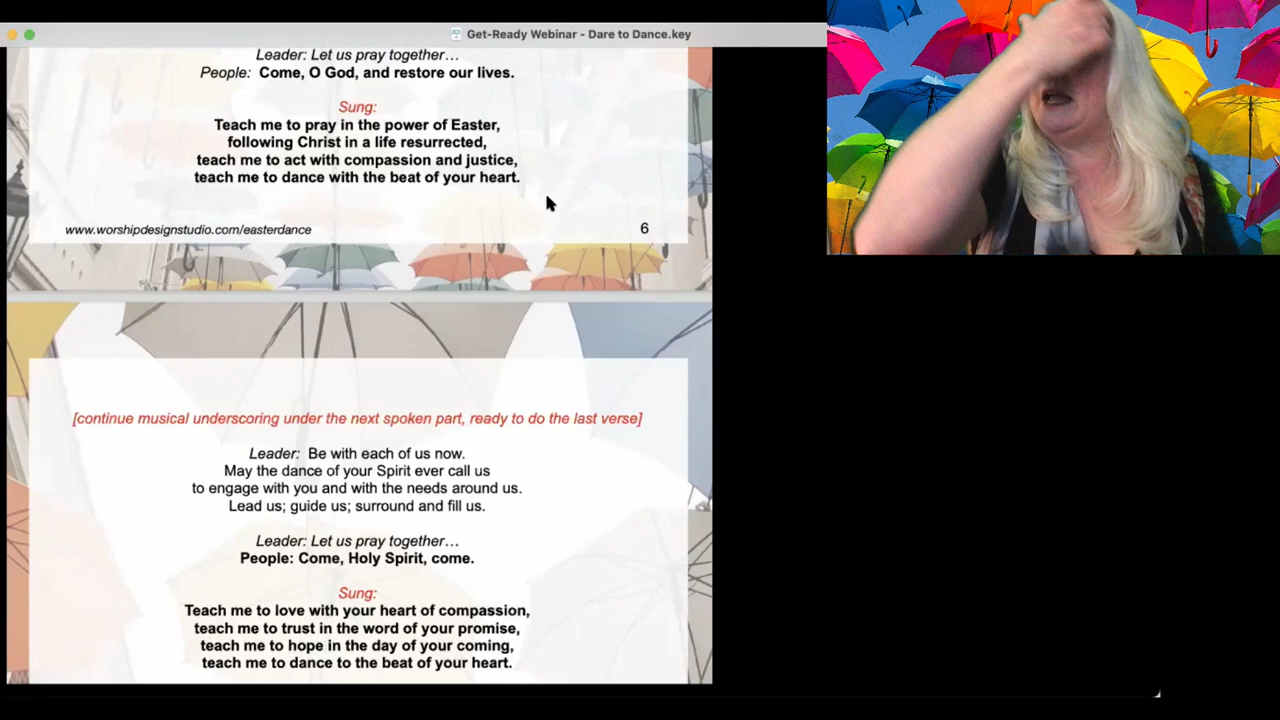 Get-Ready Webinar - Dare to Dance.key
Leader: Let us pray together…
People: Come, O God, and restore our lives.
Sung:
Teach me to pray in the power of Easter,
following Christ in a life resurrected,
teach me to act with compassion and justice,
teach me to dance with the beat of your heart.
www.worshipdesignstudio.com/easterdance
6
[continue musical underscoring under the next spoken part, ready to do the last verse]
Leader: Be with each of us now.
May the dance of your Spirit ever call us
to engage with you and with the needs around us.
Lead us; guide us; surround and fill us.
Leader: Let us pray together…
People: Come, Holy Spirit, come.
Sung:
Teach me to love with your heart of compassion,
teach me to trust in the word of your promise,
teach me to hope in the day of your coming,
teach me to dance to the beat of your heart.